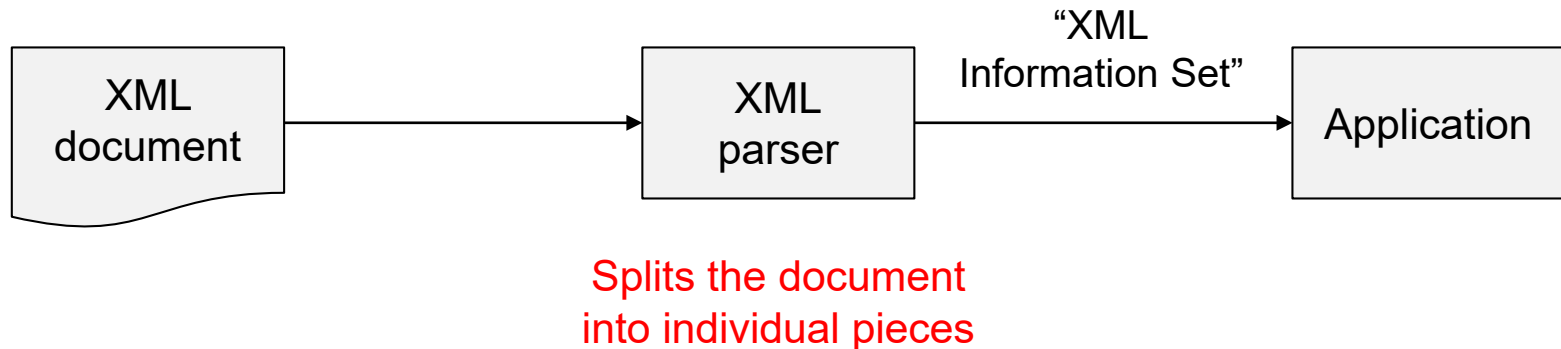 XML
document
XML
parser
“XML
Information Set”
Application
Splits the document
into individual pieces